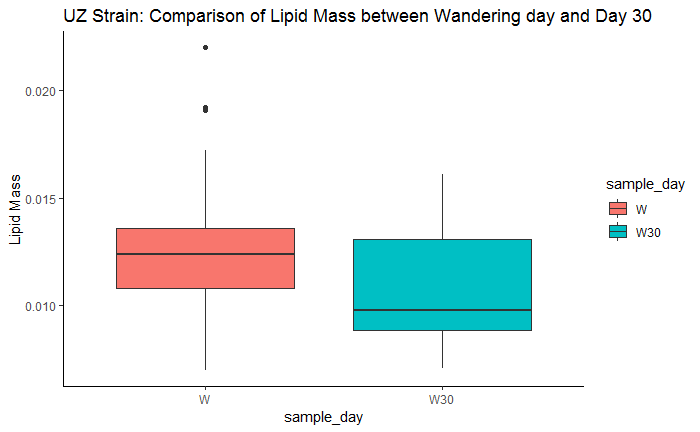 UZ Strain: Comparison of Lipid Mass between Wandering day and Day 30
Lipid Mass
0.020
0.015
0.010
W
W30
sample_day
sample_day
W
W30